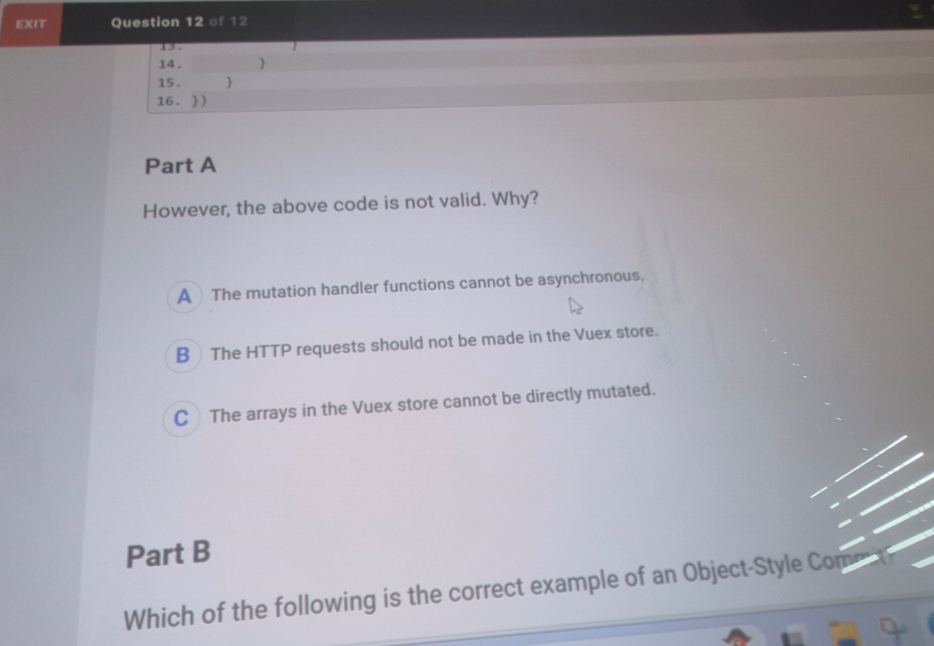 EXIT
Question 12 of 12
13. }
14. }
15. }
16. })
Part A
However, the above code is not valid. Why?
A The mutation handler functions cannot be asynchronous.
B The HTTP requests should not be made in the Vuex store.
C The arrays in the Vuex store cannot be directly mutated.
Part B
Which of the following is the correct example of an Object-Style Commit?